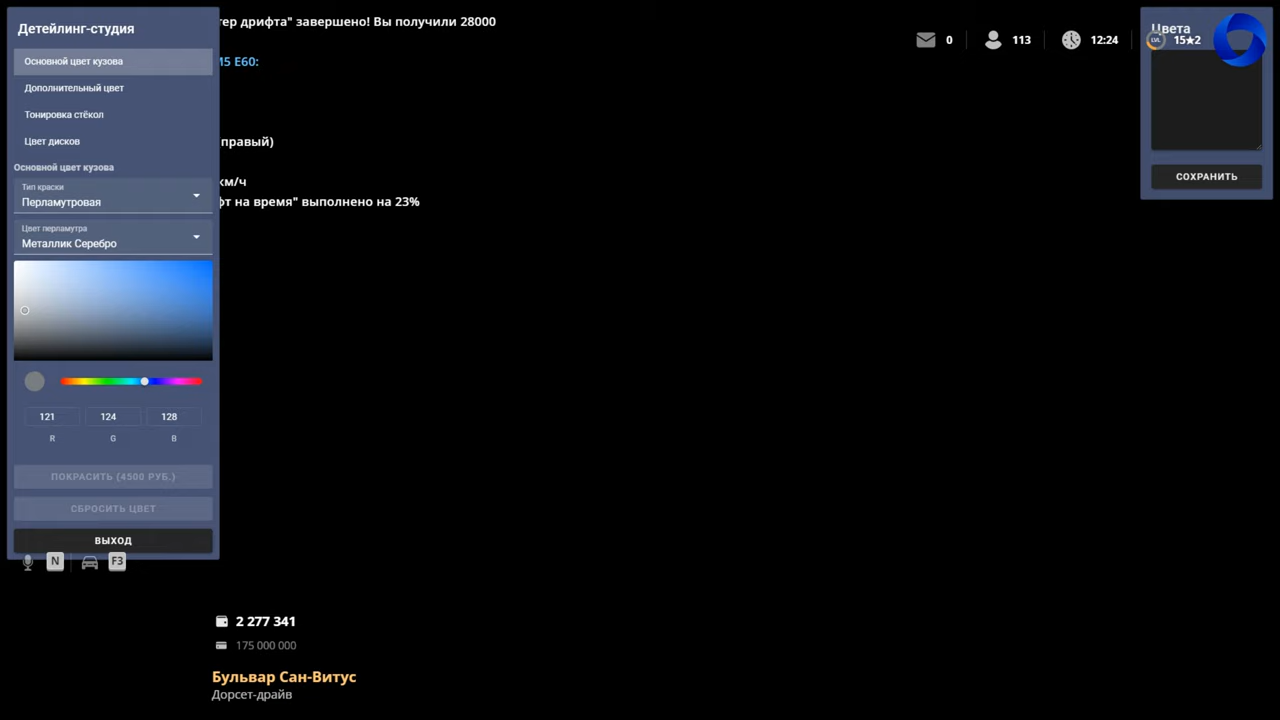 Детейлинг-студия
Основной цвет кузова
Дополнительный цвет
Тонировка стёкол
Цвет дисков
Основной цвет кузова
Тип краски
Перламутровая
Цвет перламутра
Металлик Серебро
121 124 128
R G B
ПОКРАСИТЬ (4500 РУБ.)
СБРОСИТЬ ЦВЕТ
ВЫХОД
N F3
тер дрифта" завершено! Вы получили 28000
M5 E60:
правый)
км/ч
фт на время" выполнено на 23%
0 113 12:24
Цвета
LVL 15★2
СОХРАНИТЬ
2 277 341
175 000 000
Бульвар Сан-Витус
Дорсет-драйв